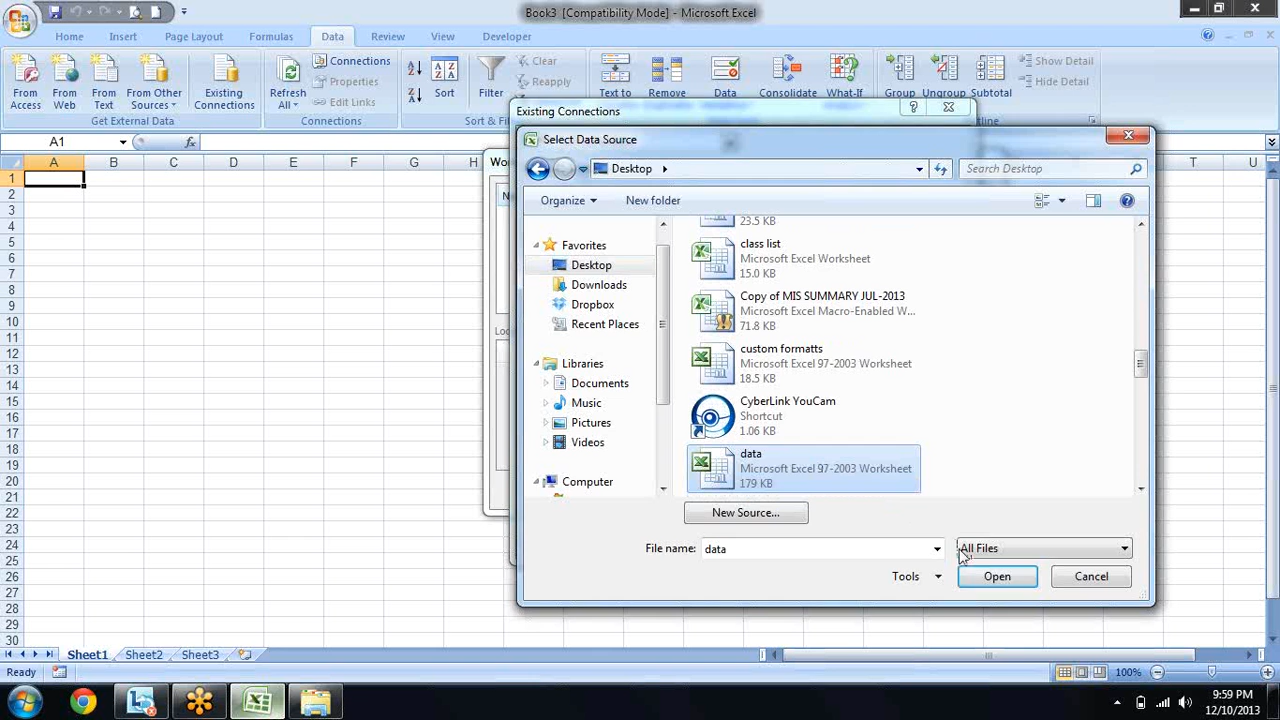 Book3 [Compatibility Mode] - Microsoft Excel
Home Insert Page Layout Formulas Data Review View Developer
From Access
From Web
From Text
From Other Sources
Existing Connections
Get External Data
Refresh All
Connections
Properties
Edit Links
Connections
Sort
Filter
Clear
Reapply
Sort & Fi
Text to
Remove
Data
Consolidate
What-If
Group
Ungroup
Subtotal
Show Detail
Hide Detail
A1
fx
A B C D E F G H T U
1
2
3
4
5
6
7
8
9
10
11
12
13
14
15
16
17
18
19
20
21
22
23
24
25
26
27
28
29
30
Existing Connections
Select Data Source
Desktop
Search Desktop
Organize
New folder
Favorites
Desktop
Downloads
Dropbox
Recent Places
Libraries
Documents
Music
Pictures
Videos
Computer
23.5 KB
class list
Microsoft Excel Worksheet
15.0 KB
Copy of MIS SUMMARY JUL-2013
Microsoft Excel Macro-Enabled W...
71.8 KB
custom formatts
Microsoft Excel 97-2003 Worksheet
18.5 KB
CyberLink YouCam
Shortcut
1.06 KB
data
Microsoft Excel 97-2003 Worksheet
179 KB
New Source...
File name: data
All Files
Tools
Open
Cancel
Sheet1 Sheet2 Sheet3
Ready
100%
9:59 PM
12/10/2013